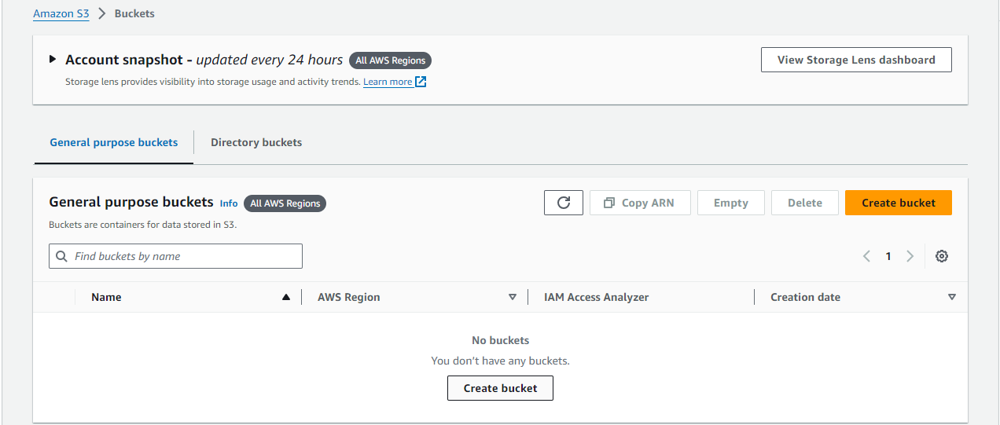 Amazon S3 > Buckets
Account snapshot - updated every 24 hours All AWS Regions
View Storage Lens dashboard
Storage lens provides visibility into storage usage and activity trends. Learn more
General purpose buckets Directory buckets
General purpose buckets Info All AWS Regions
Copy ARN Empty Delete Create bucket
Buckets are containers for data stored in S3.
Find buckets by name
1
Name AWS Region IAM Access Analyzer Creation date
No buckets
You don't have any buckets.
Create bucket